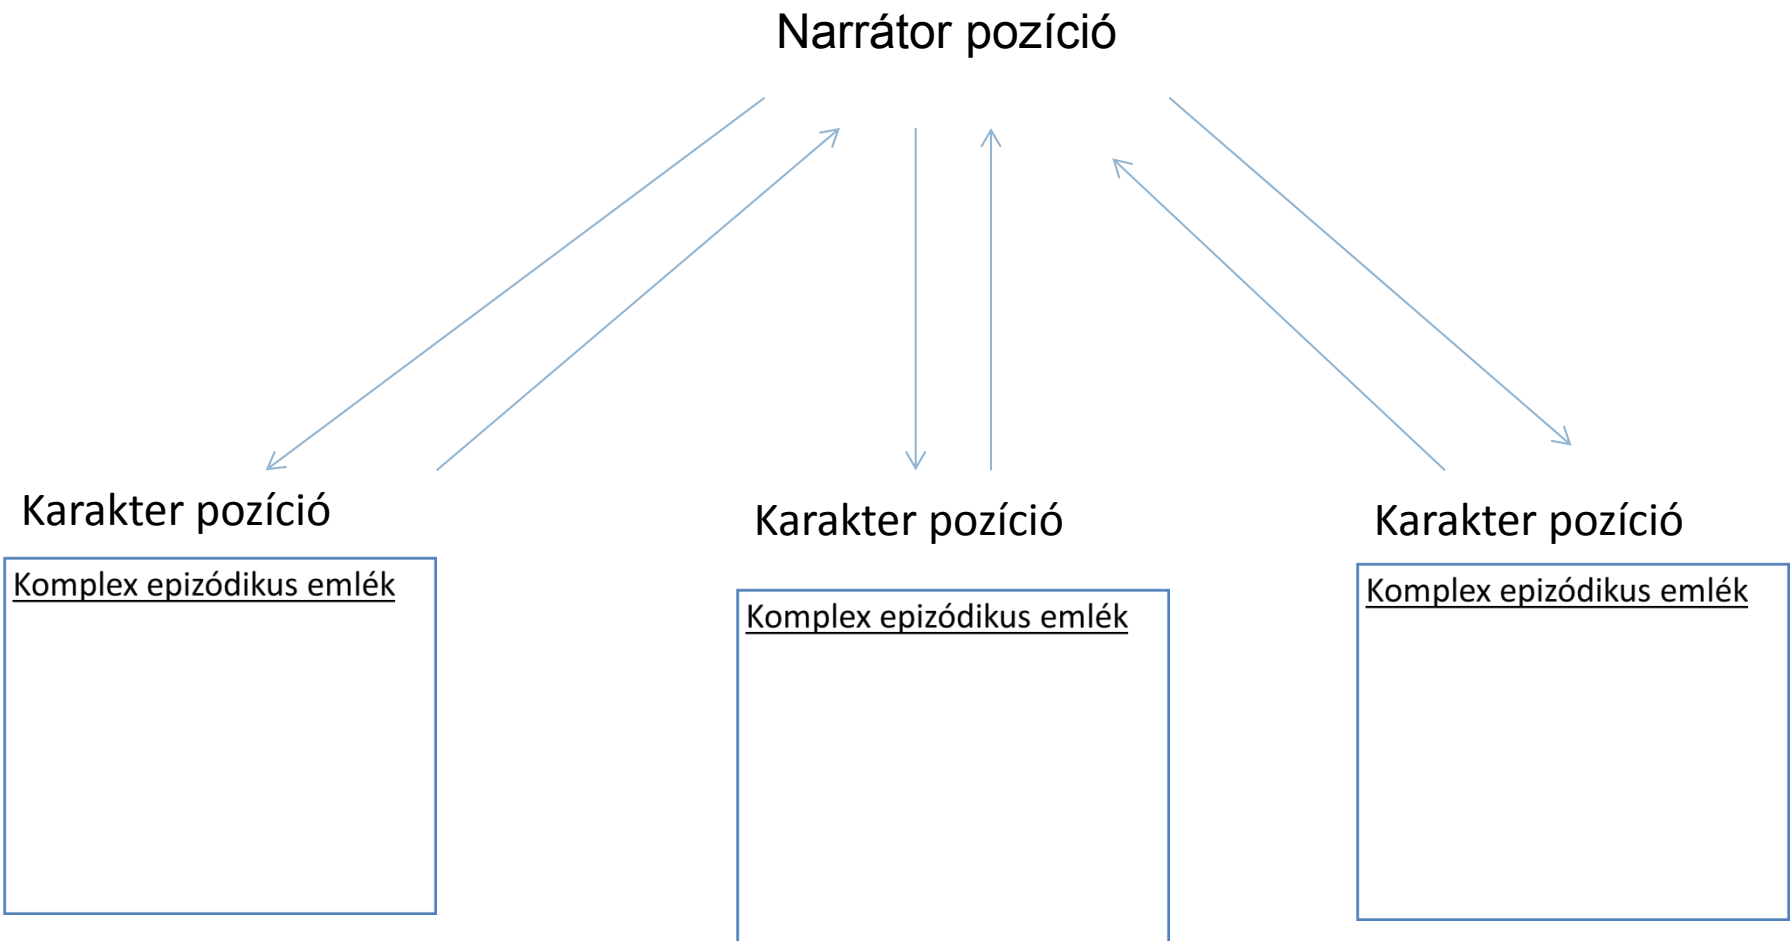 Narrátor pozíció
Karakter pozíció
Komplex epizódikus emlék
Karakter pozíció
Komplex epizódikus emlék
Karakter pozíció
Komplex epizódikus emlék